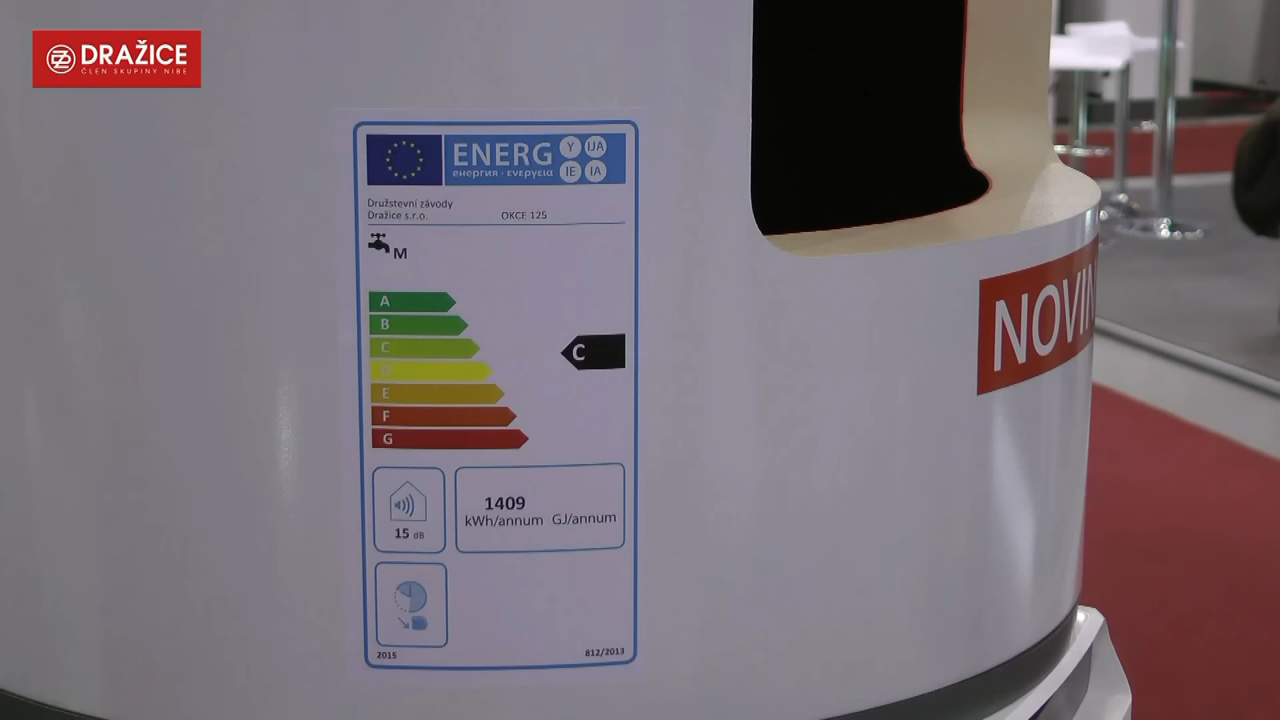 DRAŽICE
ČLEN SKUPINY NIBE
ENERG
енергия · ενεργεια
Y IJA
IE IA
Družstevní závody
Dražice s.r.o. OKCE 125
M
A
B
C
C
D
E
F
G
1409
kWh/annum GJ/annum
15 dB
2015 812/2013
NOVIN